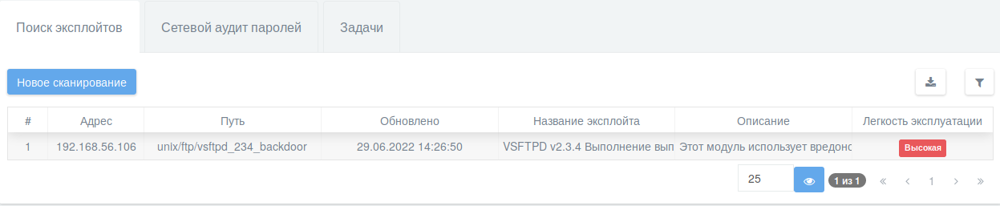 Поиск эксплойтов Сетевой аудит паролей Задачи
Новое сканирование
# Адрес Путь Обновлено Название эксплойта Описание Легкость эксплуатации
1 192.168.56.106 unix/ftp/vsftpd_234_backdoor 29.06.2022 14:26:50 VSFTPD v2.3.4 Выполнение вып Этот модуль использует вредоно Высокая
25 1 из 1 « ‹ 1 › »